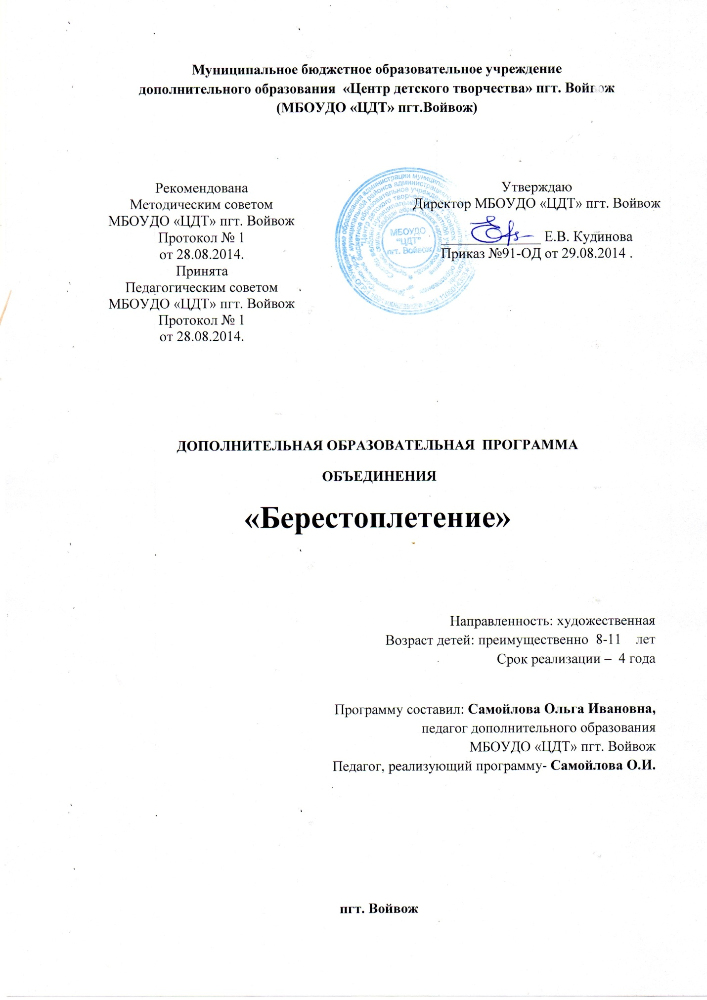 Муниципальное бюджетное образовательное учреждение
дополнительного образования «Центр детского творчества» пгт. Войвож
(МБОУДО «ЦДТ» пгт.Войвож)
Рекомендована
Методическим советом
МБОУДО «ЦДТ» пгт. Войвож
Протокол № 1
от 28.08.2014.
Принята
Педагогическим советом
МБОУДО «ЦДТ» пгт. Войвож
Протокол № 1
от 28.08.2014.
Утверждаю
Директор МБОУДО «ЦДТ» пгт. Войвож
______________ Е.В. Кудинова
Приказ №91-ОД от 29.08.2014 .
МБОУДО
"ЦДТ"
пгт. Войвож
ДОПОЛНИТЕЛЬНАЯ ОБРАЗОВАТЕЛЬНАЯ ПРОГРАММА
ОБЪЕДИНЕНИЯ
«Берестоплетение»
Направленность: художественная
Возраст детей: преимущественно 8-11 лет
Срок реализации – 4 года
Программу составил: Самойлова Ольга Ивановна,
педагог дополнительного образования
МБОУДО «ЦДТ» пгт. Войвож
Педагог, реализующий программу- Самойлова О.И.
пгт. Войвож